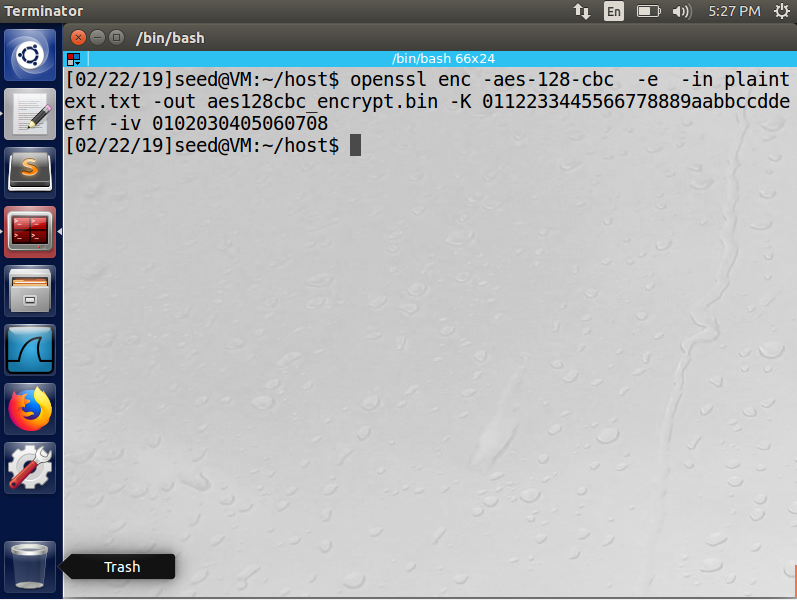 Terminator
En
5:27 PM
/bin/bash
/bin/bash 66x24
[02/22/19]seed@VM:~/host$ openssl enc -aes-128-cbc  -e  -in plaint
ext.txt -out aes128cbc_encrypt.bin -K 0112233445566778889aabbccdde
eff -iv 0102030405060708
[02/22/19]seed@VM:~/host$
Trash